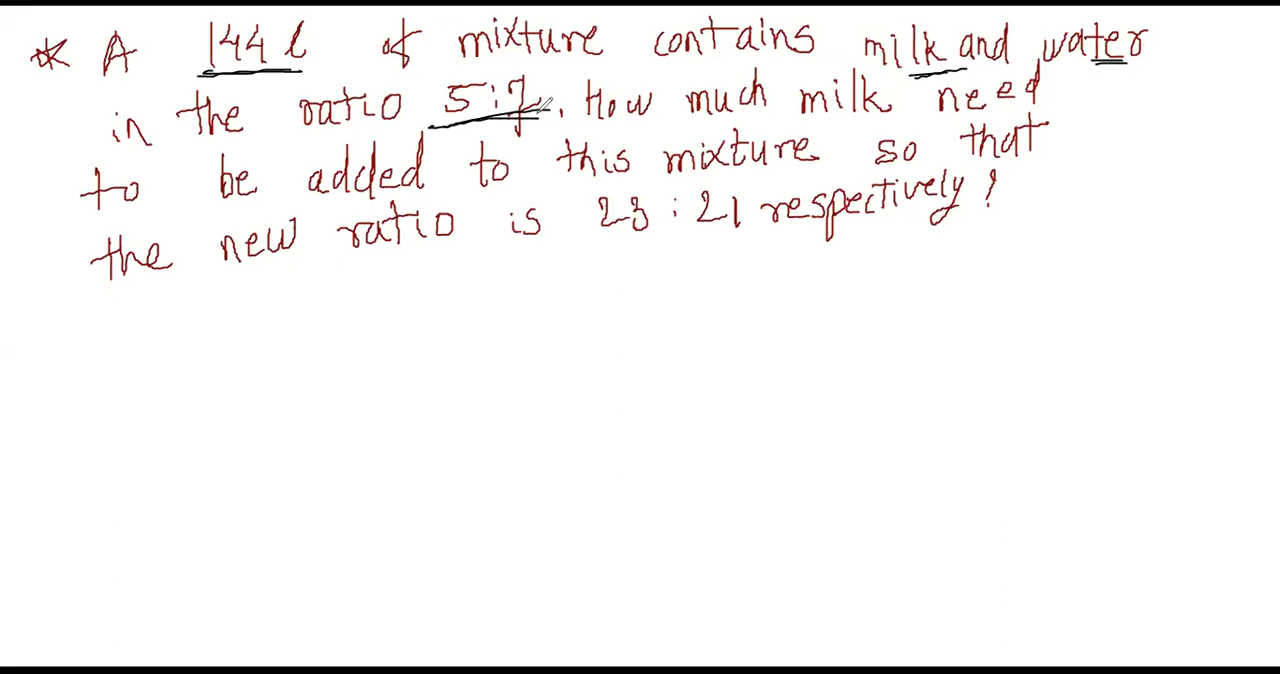 * A 144 l of mixture contains milk and water
in the ratio 5:7. How much milk need
to be added to this mixture so that
the new ratio is 23 : 21 respectively?